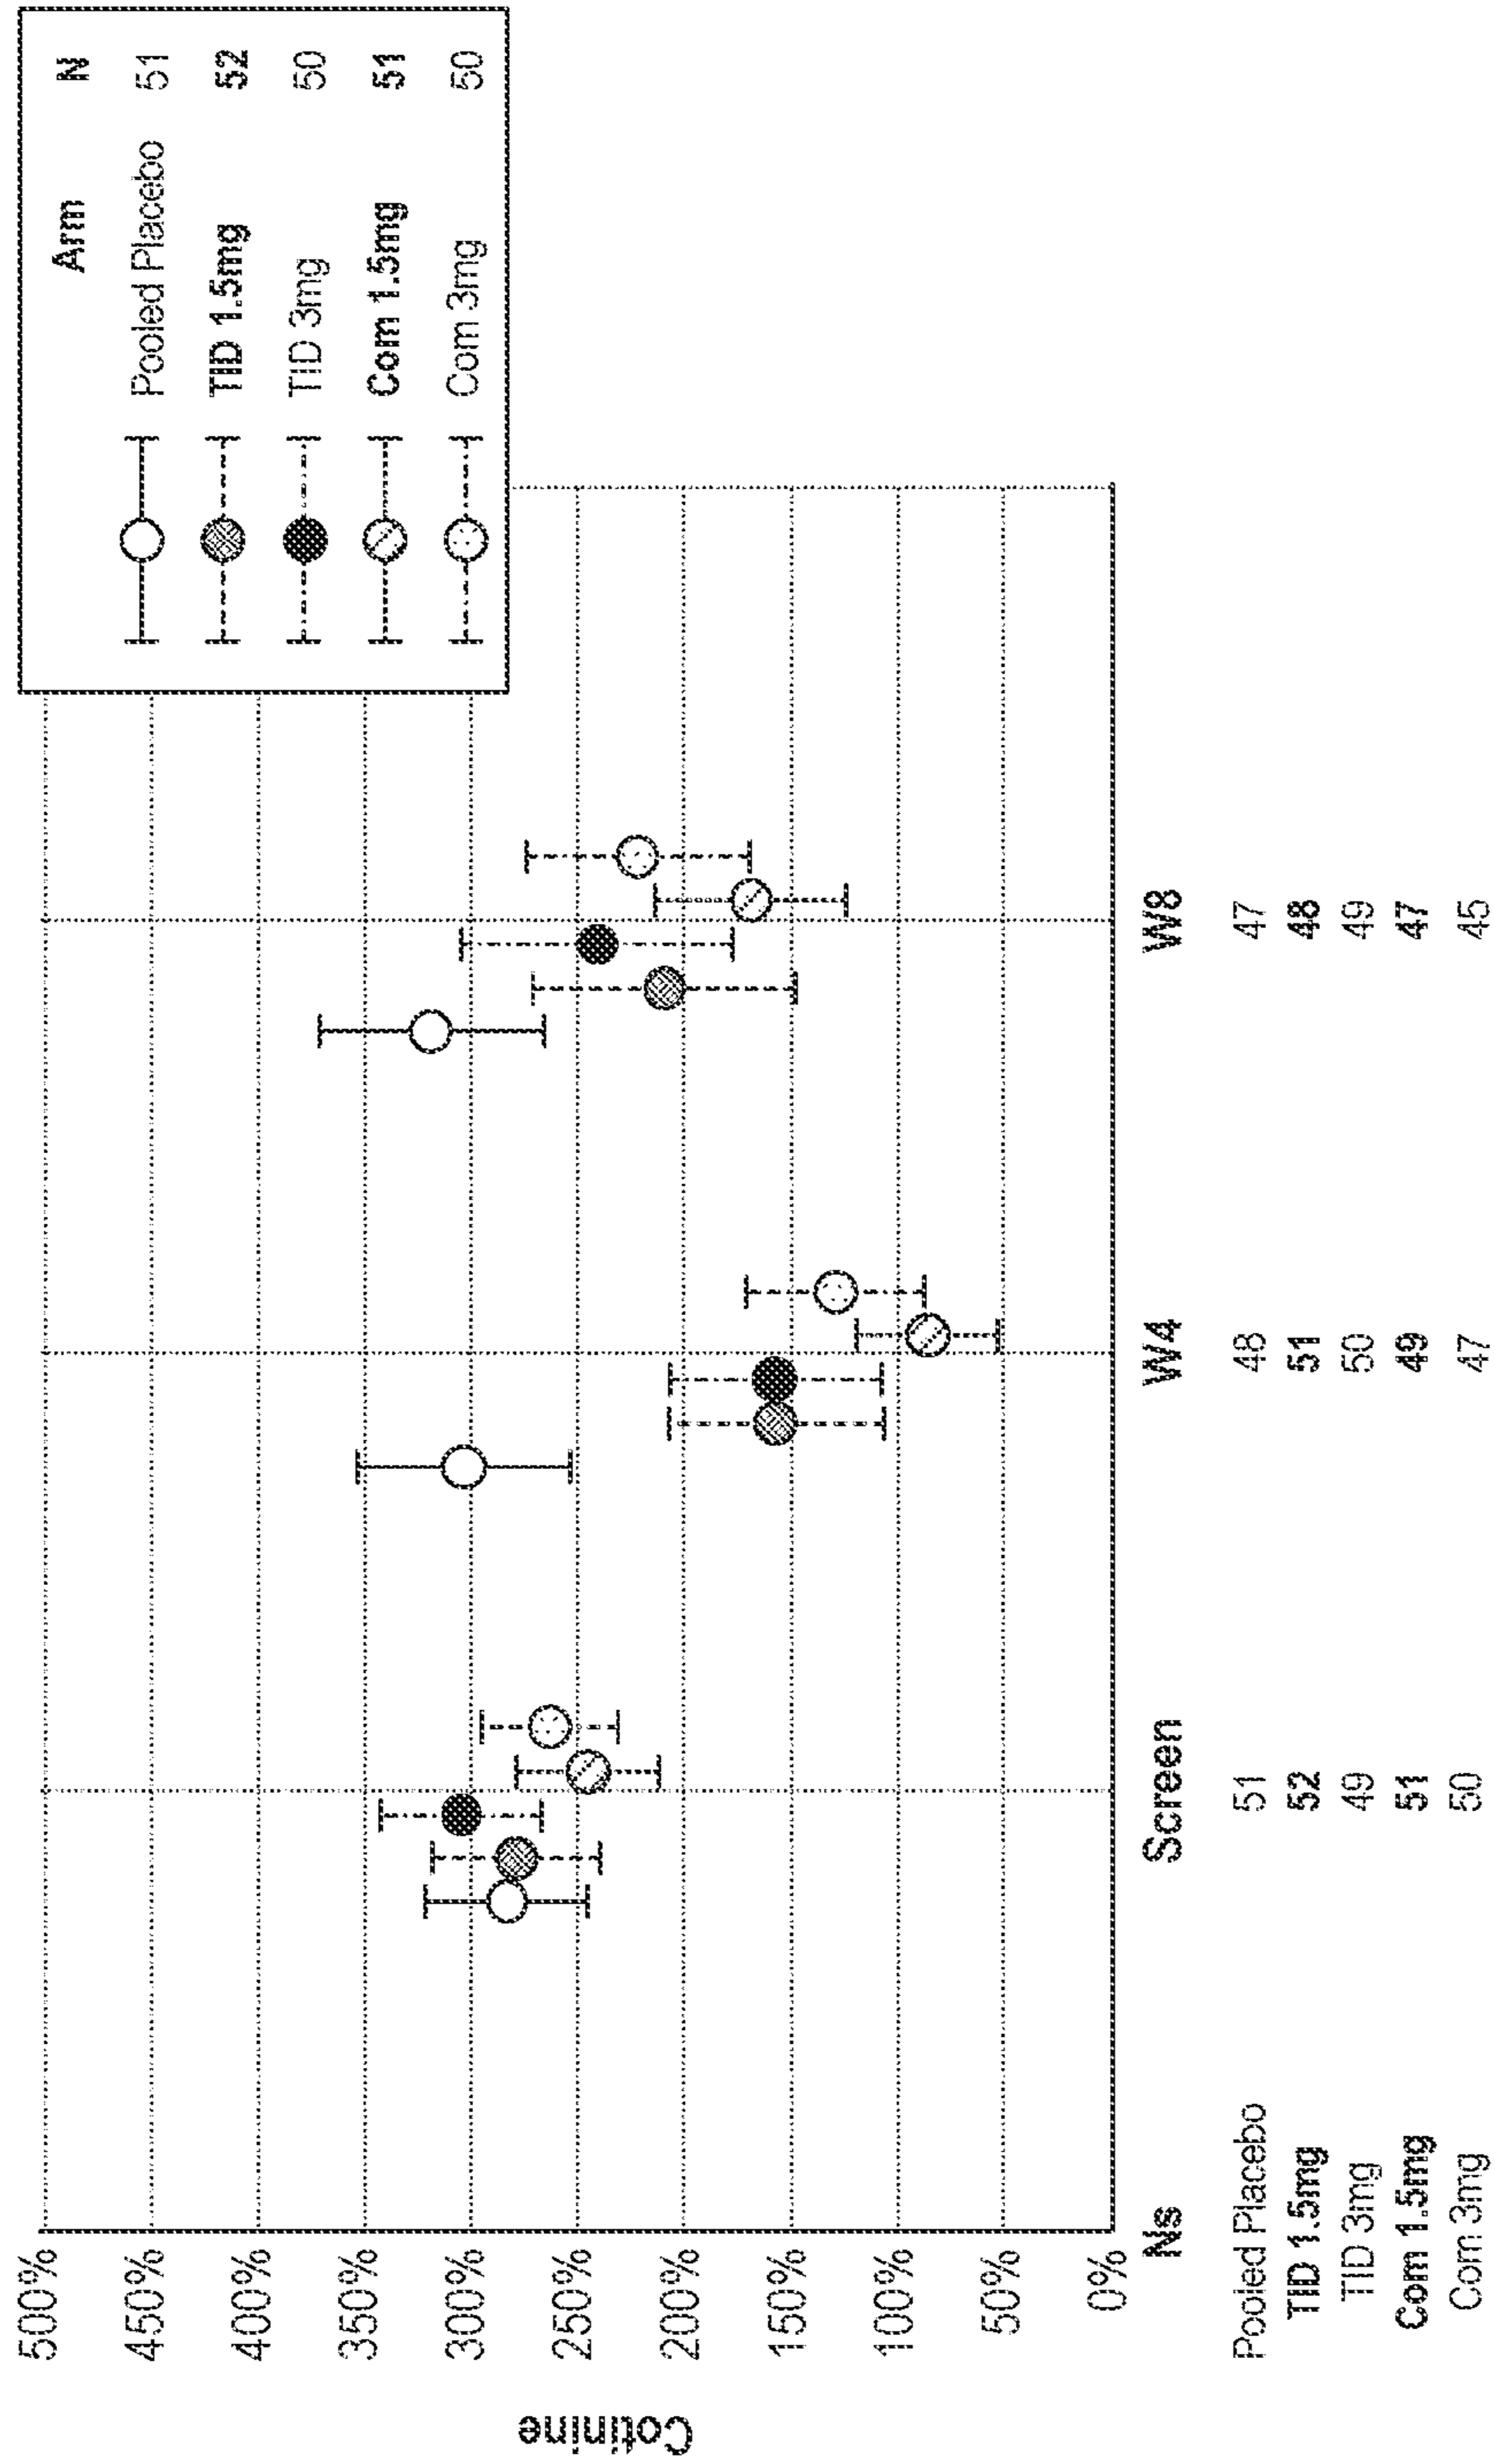 Arm N
Pooled Placebo 51
TID 1.5mg 52
TID 3mg 50
Com 1.5mg 51
Com 3mg 50
Cotinine
500%
450%
400%
350%
300%
250%
200%
150%
100%
50%
0%
Ns Screen W4 W8
Pooled Placebo 51 48 47
TID 1.5mg 52 51 48
TID 3mg 49 50 49
Com 1.5mg 51 49 47
Com 3mg 50 47 45